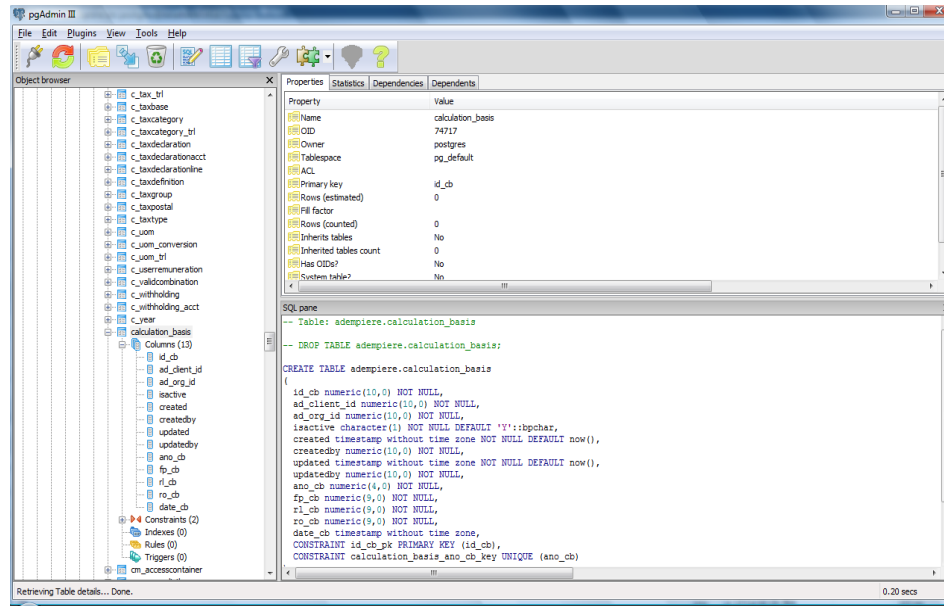 pgAdmin III
File Edit Plugins View Tools Help
Object browser
c_tax_trl
c_taxbase
c_taxcategory
c_taxcategory_trl
c_taxdeclaration
c_taxdeclarationacct
c_taxdeclarationline
c_taxdefinition
c_taxgroup
c_taxpostal
c_taxtype
c_uom
c_uom_conversion
c_uom_trl
c_userremuneration
c_validcombination
c_withholding
c_withholding_acct
c_year
calculation_basis
Columns (13)
id_cb
ad_client_id
ad_org_id
isactive
created
createdby
updated
updatedby
ano_cb
fp_cb
rl_cb
ro_cb
date_cb
Constraints (2)
Indexes (0)
Rules (0)
Triggers (0)
cm_accesscontainer
Properties Statistics Dependencies Dependents
Property Value
Name calculation_basis
OID 74717
Owner postgres
Tablespace pg_default
ACL
Primary key id_cb
Rows (estimated) 0
Fill factor
Rows (counted) 0
Inherits tables No
Inherited tables count 0
Has OIDs? No
System table? No
SQL pane
-- Table: adempiere.calculation_basis
-- DROP TABLE adempiere.calculation_basis;
CREATE TABLE adempiere.calculation_basis
(
id_cb numeric(10,0) NOT NULL,
ad_client_id numeric(10,0) NOT NULL,
ad_org_id numeric(10,0) NOT NULL,
isactive character(1) NOT NULL DEFAULT 'Y'::bpchar,
created timestamp without time zone NOT NULL DEFAULT now(),
createdby numeric(10,0) NOT NULL,
updated timestamp without time zone NOT NULL DEFAULT now(),
updatedby numeric(10,0) NOT NULL,
ano_cb numeric(4,0) NOT NULL,
fp_cb numeric(9,0) NOT NULL,
rl_cb numeric(9,0) NOT NULL,
ro_cb numeric(9,0) NOT NULL,
date_cb timestamp without time zone,
CONSTRAINT id_cb_pk PRIMARY KEY (id_cb),
CONSTRAINT calculation_basis_ano_cb_key UNIQUE (ano_cb)
Retrieving Table details... Done.
0.20 secs